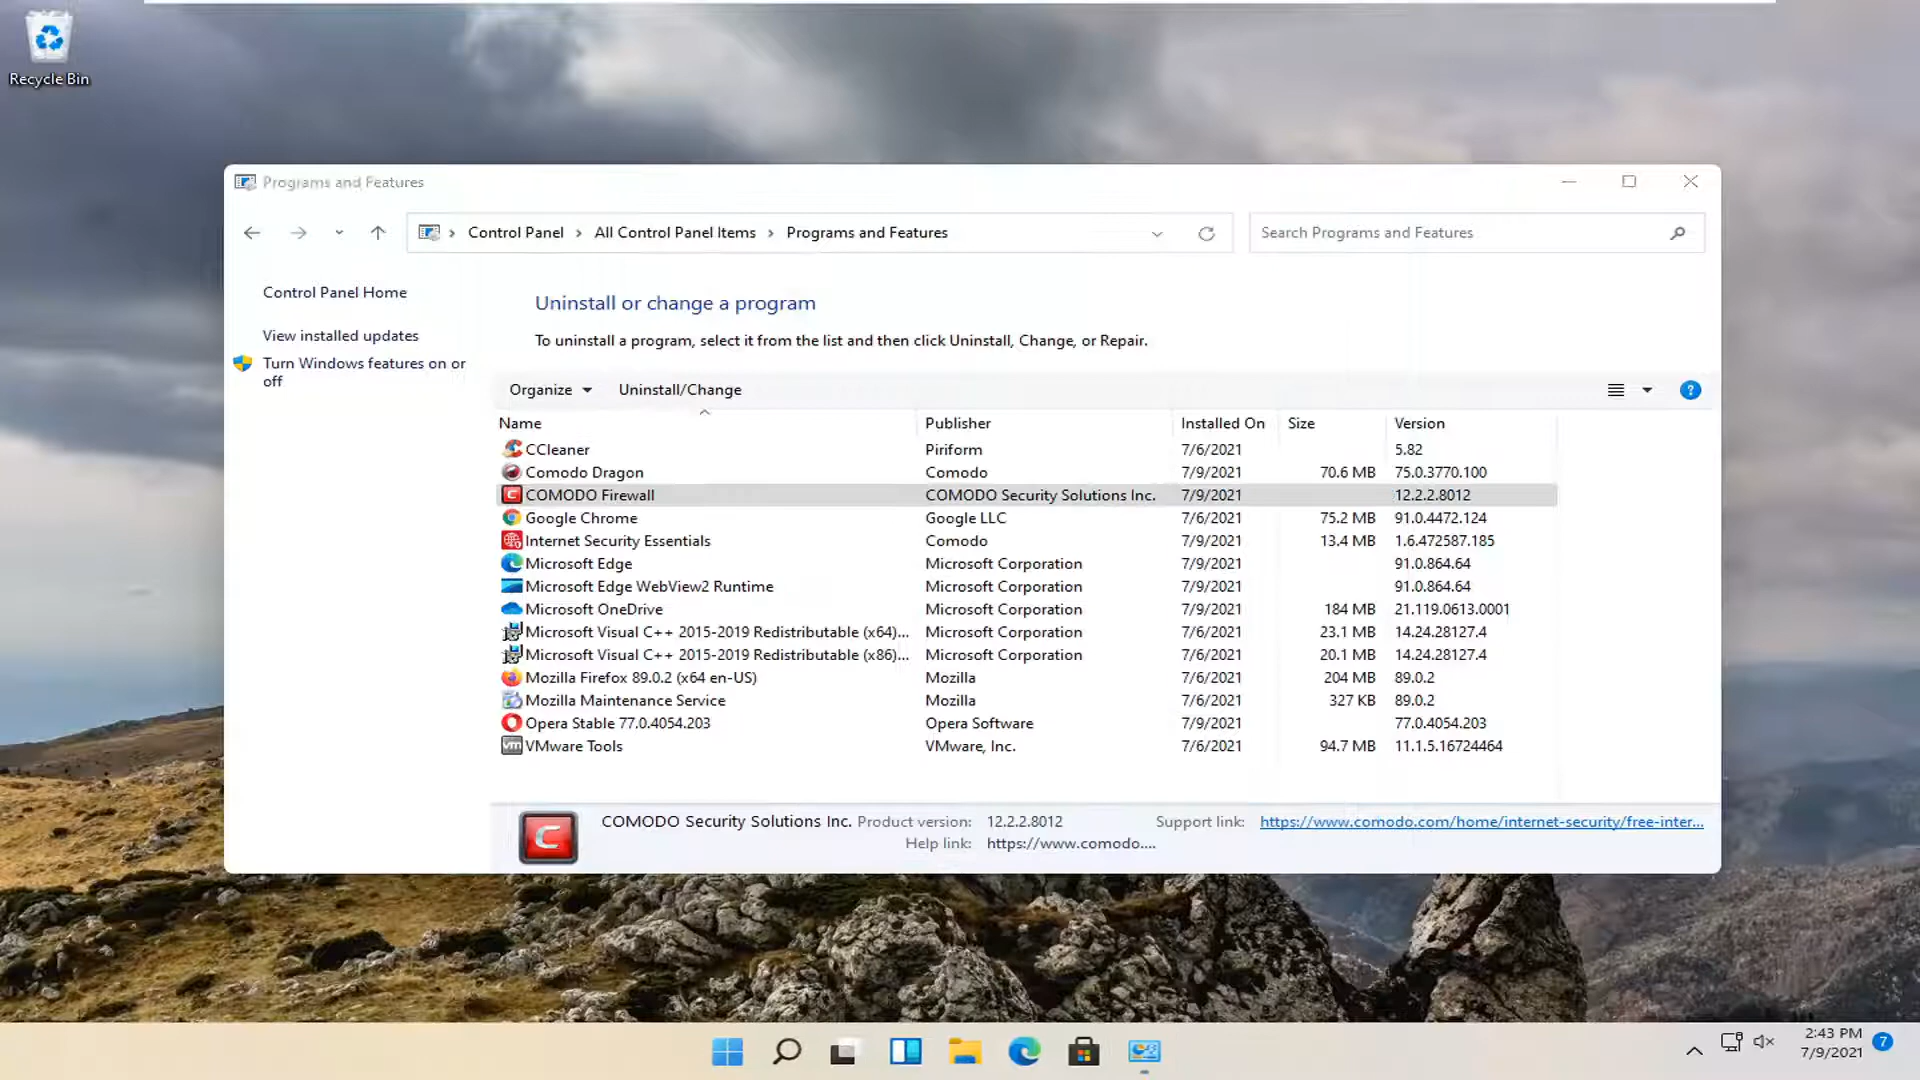 Recycle Bin
Programs and Features
Control Panel
All Control Panel Items
Programs and Features
Search Programs and Features
Control Panel Home
View installed updates
Turn Windows features on or
off
Uninstall or change a program
To uninstall a program, select it from the list and then click Uninstall, Change, or Repair.
Organize
Uninstall/Change
?
Name Publisher Installed On Size Version
CCleaner Piriform 7/6/2021 5.82
Comodo Dragon Comodo 7/9/2021 70.6 MB 75.0.3770.100
COMODO Firewall COMODO Security Solutions Inc. 7/9/2021 12.2.2.8012
Google Chrome Google LLC 7/6/2021 75.2 MB 91.0.4472.124
Internet Security Essentials Comodo 7/9/2021 13.4 MB 1.6.472587.185
Microsoft Edge Microsoft Corporation 7/9/2021 91.0.864.64
Microsoft Edge WebView2 Runtime Microsoft Corporation 7/9/2021 91.0.864.64
Microsoft OneDrive Microsoft Corporation 7/9/2021 184 MB 21.119.0613.0001
Microsoft Visual C++ 2015-2019 Redistributable (x64)... Microsoft Corporation 7/6/2021 23.1 MB 14.24.28127.4
Microsoft Visual C++ 2015-2019 Redistributable (x86)... Microsoft Corporation 7/6/2021 20.1 MB 14.24.28127.4
Mozilla Firefox 89.0.2 (x64 en-US) Mozilla 7/6/2021 204 MB 89.0.2
Mozilla Maintenance Service Mozilla 7/6/2021 327 KB 89.0.2
Opera Stable 77.0.4054.203 Opera Software 7/9/2021 77.0.4054.203
vm VMware Tools VMware, Inc. 7/6/2021 94.7 MB 11.1.5.16724464
C
COMODO Security Solutions Inc. Product version: 12.2.2.8012 Support link: https://www.comodo.com/home/internet-security/free-inter...
Help link: https://www.comodo....
2:43 PM
7/9/2021
7